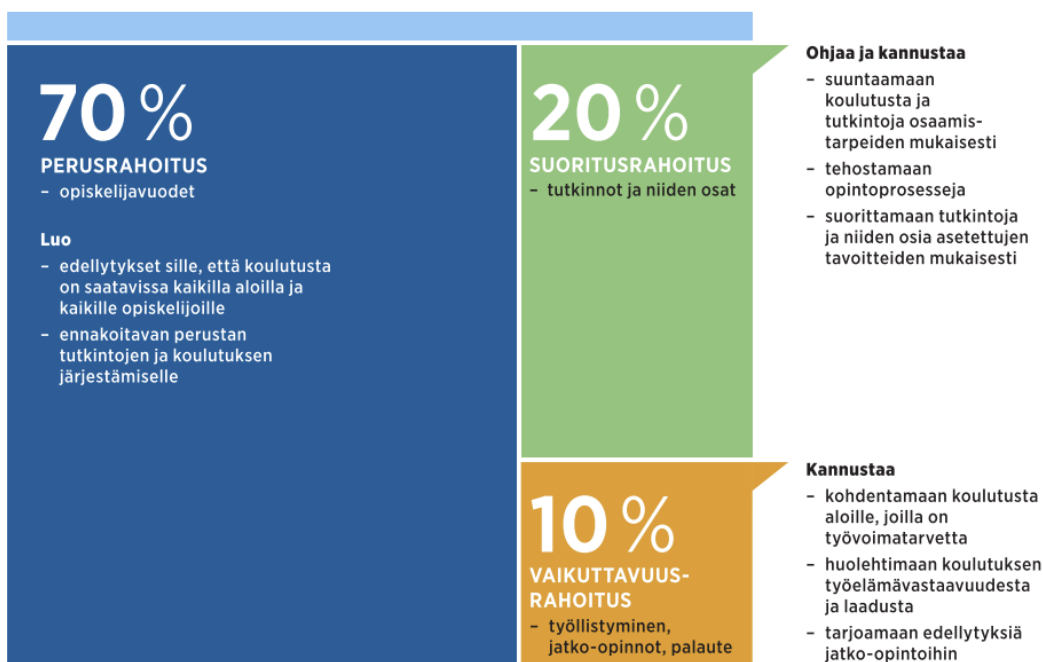 70 %
PERUSRAHOITUS
– opiskelijavuodet
Luo
– edellytykset sille, että koulutusta
on saatavissa kaikilla aloilla ja
kaikille opiskelijoille
– ennakoitavan perustan
tutkintojen ja koulutuksen
järjestämiselle
20 %
SUORITUSRAHOITUS
– tutkinnot ja niiden osat
Ohjaa ja kannustaa
– suuntaamaan
koulutusta ja
tutkintoja osaamis-
tarpeiden mukaisesti
– tehostamaan
opintoprosesseja
– suorittamaan tutkintoja
ja niiden osia asetettujen
tavoitteiden mukaisesti
10 %
VAIKUTTAVUUS-
RAHOITUS
– työllistyminen,
jatko-opinnot, palaute
Kannustaa
– kohdentamaan koulutusta
aloille, joilla on
työvoimatarvetta
– huolehtimaan koulutuksen
työelämävastaavuudesta
ja laadusta
– tarjoamaan edellytyksiä
jatko-opintoihin